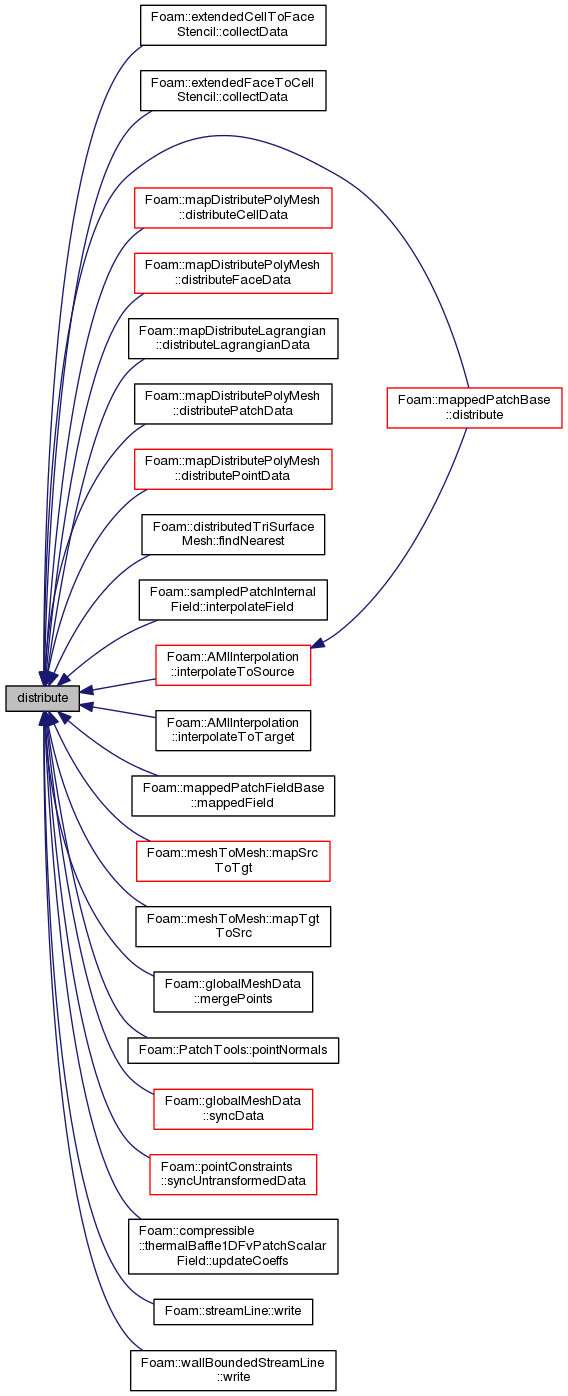 Foam::extendedCellToFace
Stencil::collectData
Foam::extendedFaceToCell
Stencil::collectData
Foam::mapDistributePolyMesh
::distributeCellData
Foam::mapDistributePolyMesh
::distributeFaceData
Foam::mapDistributeLagrangian
::distributeLagrangianData
Foam::mapDistributePolyMesh
::distributePatchData
Foam::mappedPatchBase
::distribute
Foam::mapDistributePolyMesh
::distributePointData
Foam::distributedTriSurface
Mesh::findNearest
Foam::sampledPatchInternal
Field::interpolateField
Foam::AMIInterpolation
::interpolateToSource
distribute
Foam::AMIInterpolation
::interpolateToTarget
Foam::mappedPatchFieldBase
::mappedField
Foam::meshToMesh::mapSrc
ToTgt
Foam::meshToMesh::mapTgt
ToSrc
Foam::globalMeshData
::mergePoints
Foam::PatchTools::pointNormals
Foam::globalMeshData
::syncData
Foam::pointConstraints
::syncUntransformedData
Foam::compressible
::thermalBaffle1DFvPatchScalar
Field::updateCoeffs
Foam::streamLine::write
Foam::wallBoundedStreamLine
::write